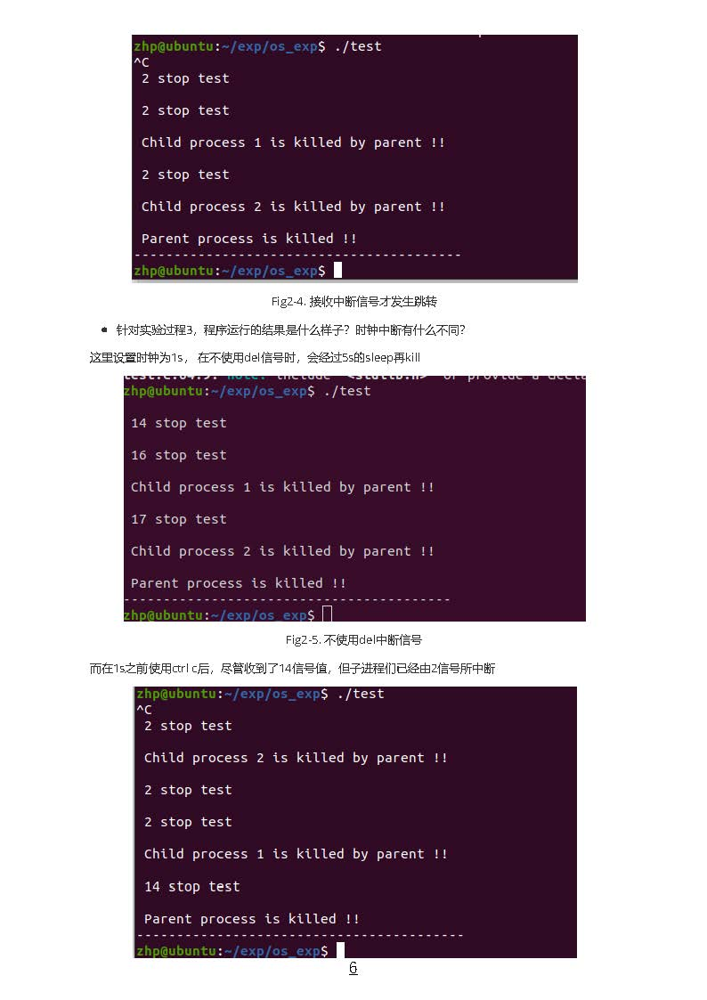 zhp@ubuntu:~/exp/os_exp$ ./test
^C
2 stop test
2 stop test
Child process 1 is killed by parent !!
2 stop test
Child process 2 is killed by parent !!
Parent process is killed !!
-----------------------------------------
zhp@ubuntu:~/exp/os_exp$
Fig2-4. 接收中断信号才发生跳转
针对实验过程3，程序运行的结果是什么样子？时钟中断有什么不同？
这里设置时钟为1s， 在不使用del信号时，会经过5s的sleep再kill
zhp@ubuntu:~/exp/os_exp$ ./test
14 stop test
16 stop test
Child process 1 is killed by parent !!
17 stop test
Child process 2 is killed by parent !!
Parent process is killed !!
-----------------------------------------
zhp@ubuntu:~/exp/os_exp$
Fig2-5. 不使用del中断信号
而在1s之前使用ctrl c后，尽管收到了14信号值，但子进程们已经由2信号所中断
zhp@ubuntu:~/exp/os_exp$ ./test
^C
2 stop test
Child process 2 is killed by parent !!
2 stop test
2 stop test
Child process 1 is killed by parent !!
14 stop test
Parent process is killed !!
-----------------------------------------
zhp@ubuntu:~/exp/os_exp$
6